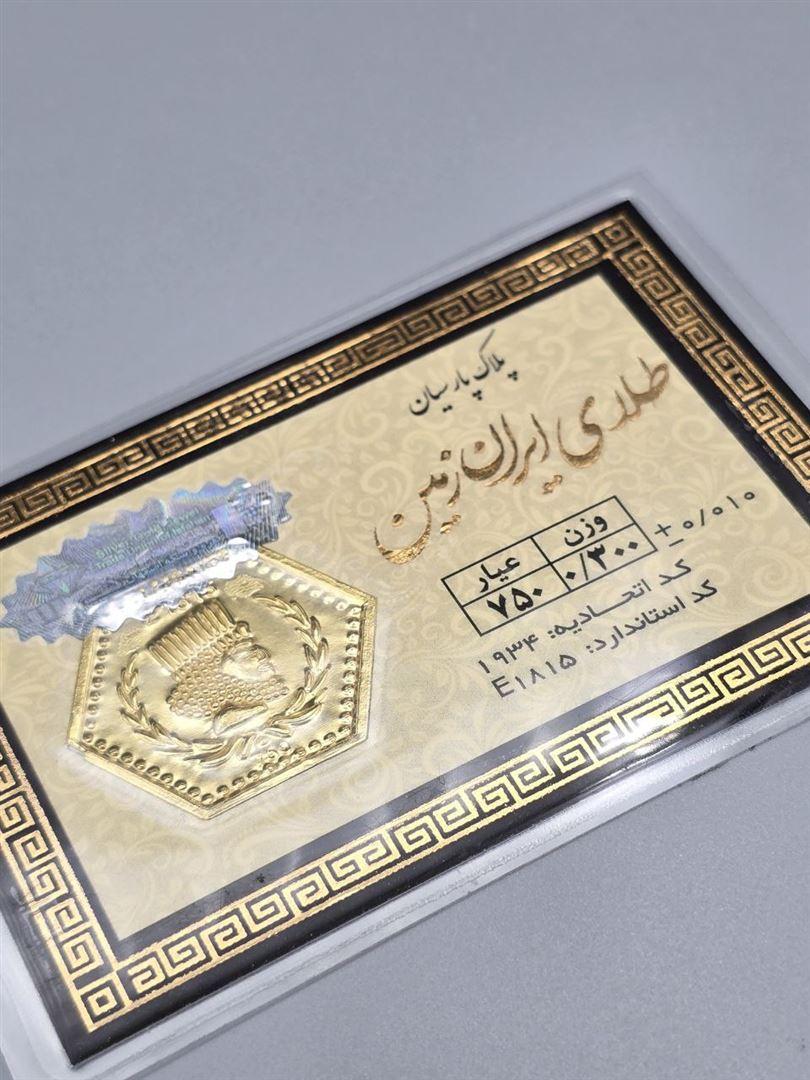 پلاک پارسیان
طلای ایران زمین
وزن عیار
۰/۳۰۰ ۷۵۰
±۰/۰۱۰
کد اتحادیه: ۱۹۳۴
کد استاندارد: E۱۸۱۵